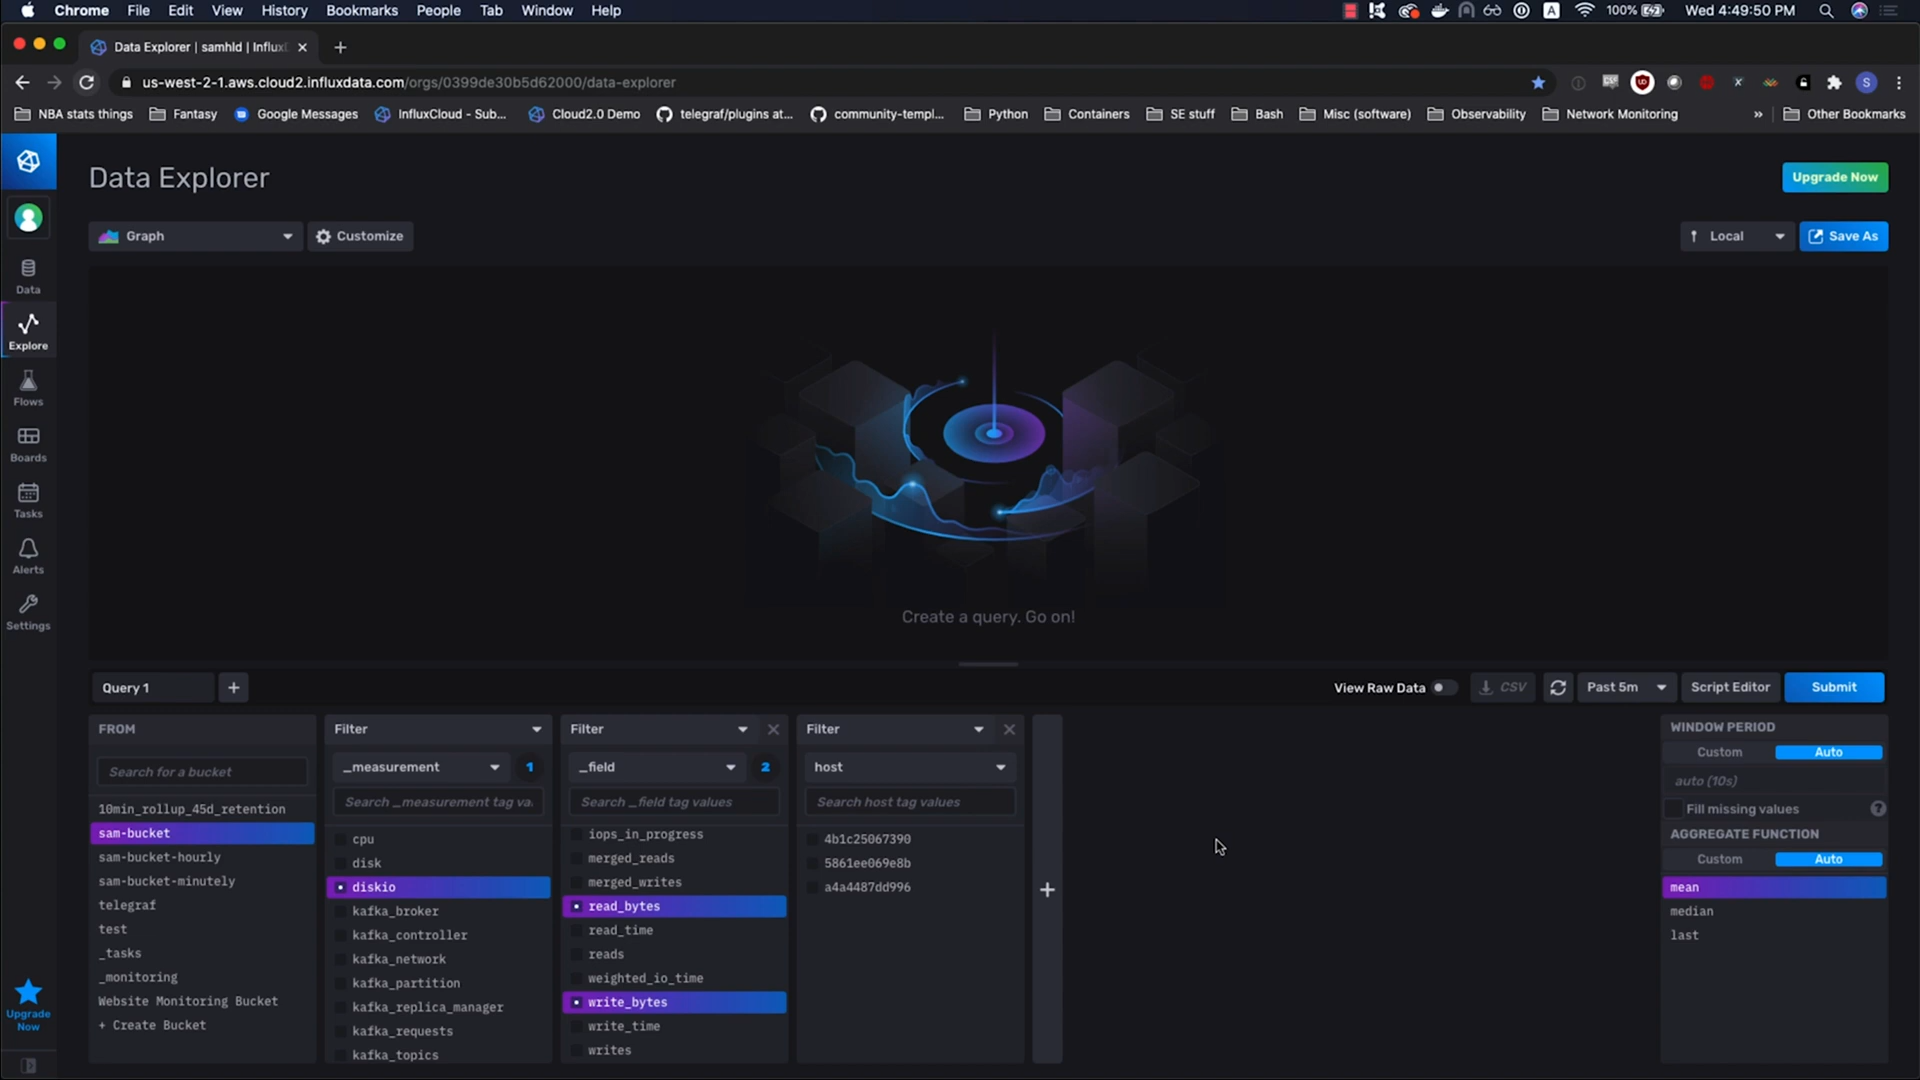 Chrome File Edit View History Bookmarks People Tab Window Help 100% Wed 4:49:50 PM
Data Explorer | samhld | Influx
us-west-2-1.aws.cloud2.influxdata.com/orgs/0399de30b5d62000/data-explorer
NBA stats things Fantasy Google Messages InfluxCloud - Sub... Cloud2.0 Demo telegraf/plugins at... community-templ... Python Containers SE stuff Bash Misc (software) Observability Network Monitoring » Other Bookmarks
Data Explorer
Upgrade Now
Graph
Customize
Local
Save As
Data
Explore
Flows
Boards
Tasks
Alerts
Settings
Upgrade
Now
Create a query. Go on!
Query 1
View Raw Data
CSV
Past 5m
Script Editor
Submit
FROM
Search for a bucket
10min_rollup_45d_retention
sam-bucket
sam-bucket-hourly
sam-bucket-minutely
telegraf
test
_tasks
_monitoring
Website Monitoring Bucket
+ Create Bucket
Filter
_measurement 1
Search _measurement tag va
cpu
disk
diskio
kafka_broker
kafka_controller
kafka_network
kafka_partition
kafka_replica_manager
kafka_requests
kafka_topics
Filter
_field 2
Search _field tag values
iops_in_progress
merged_reads
merged_writes
read_bytes
read_time
reads
weighted_io_time
write_bytes
write_time
writes
Filter
host
Search host tag values
4b1c25067390
5861ee069e8b
a4a4487dd996
WINDOW PERIOD
Custom Auto
auto (10s)
Fill missing values ?
AGGREGATE FUNCTION
Custom Auto
mean
median
last